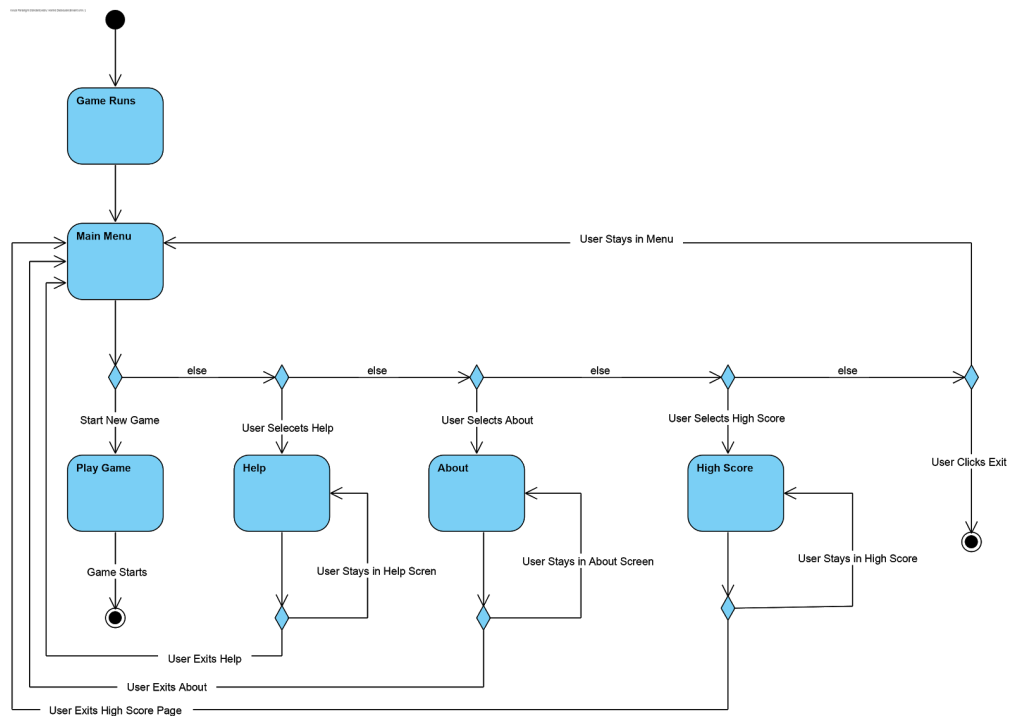 Game Runs
Main Menu
User Stays in Menu
else
else
else
else
Start New Game
User Selecets Help
User Selects About
User Selects High Score
Play Game
Help
About
High Score
User Clicks Exit
Game Starts
User Stays in Help Scren
User Stays in About Screen
User Stays in High Score
User Exits Help
User Exits About
User Exits High Score Page